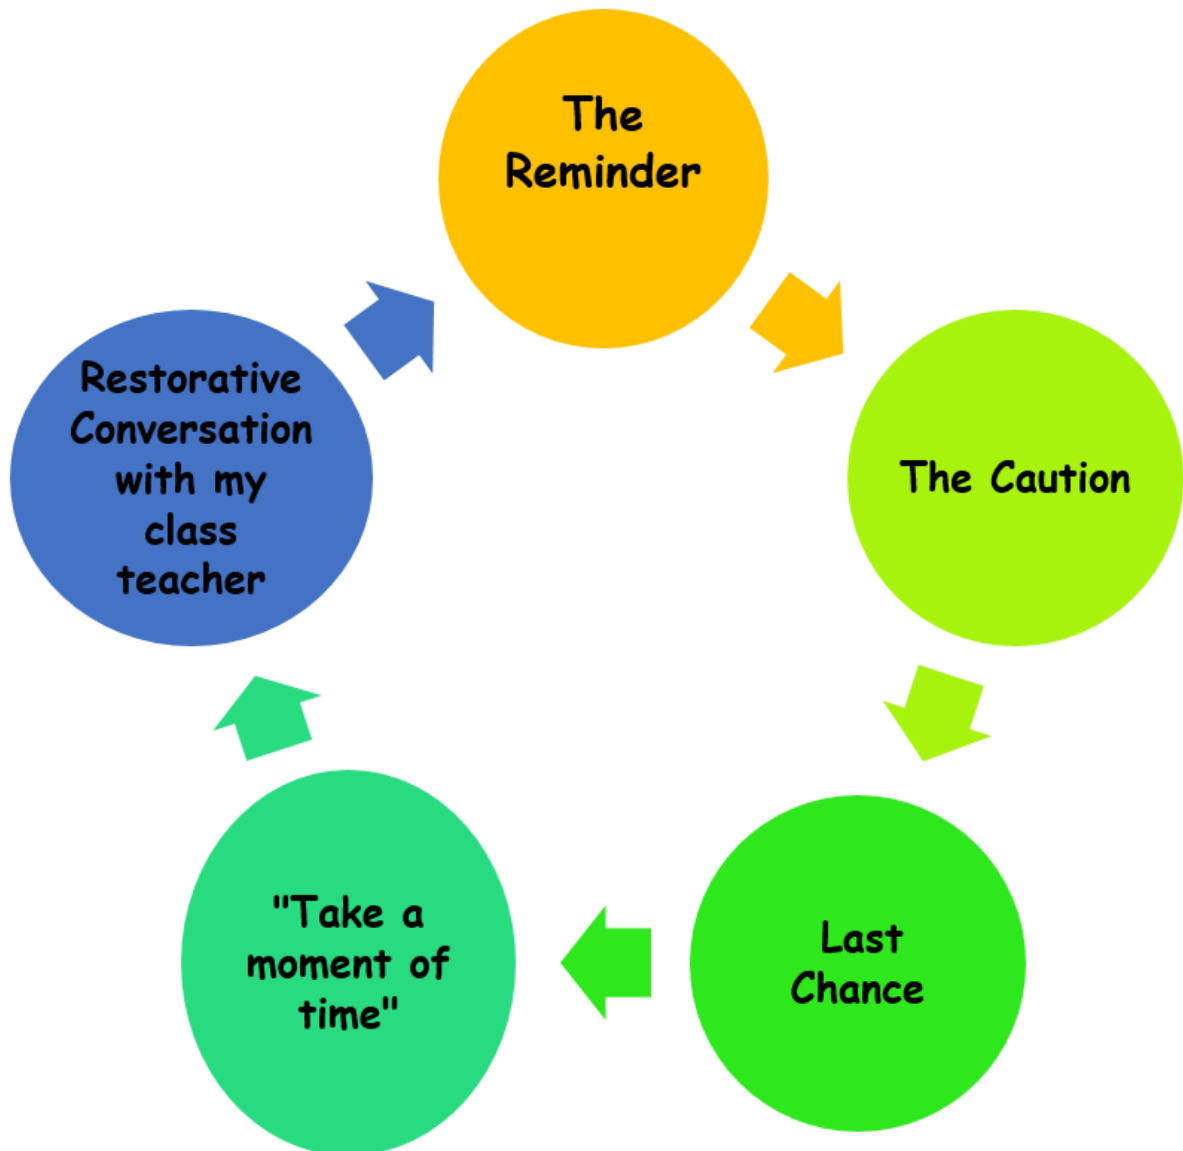 The
Reminder
The Caution
Last
Chance
"Take a
moment of
time"
Restorative
Conversation
with my
class
teacher